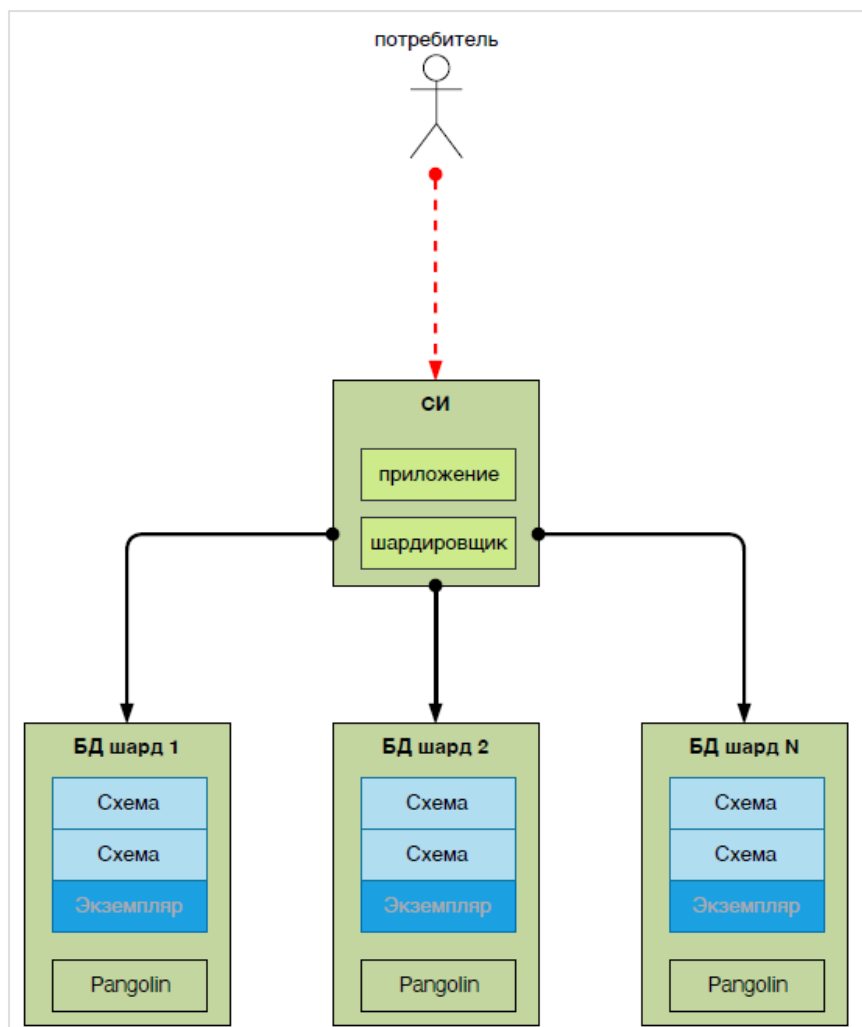 потребитель
СИ
приложение
шардировщик
БД шард 1
БД шард 2
БД шард N
Схема
Схема
Схема
Схема
Схема
Схема
Экземпляр
Экземпляр
Экземпляр
Pangolin
Pangolin
Pangolin